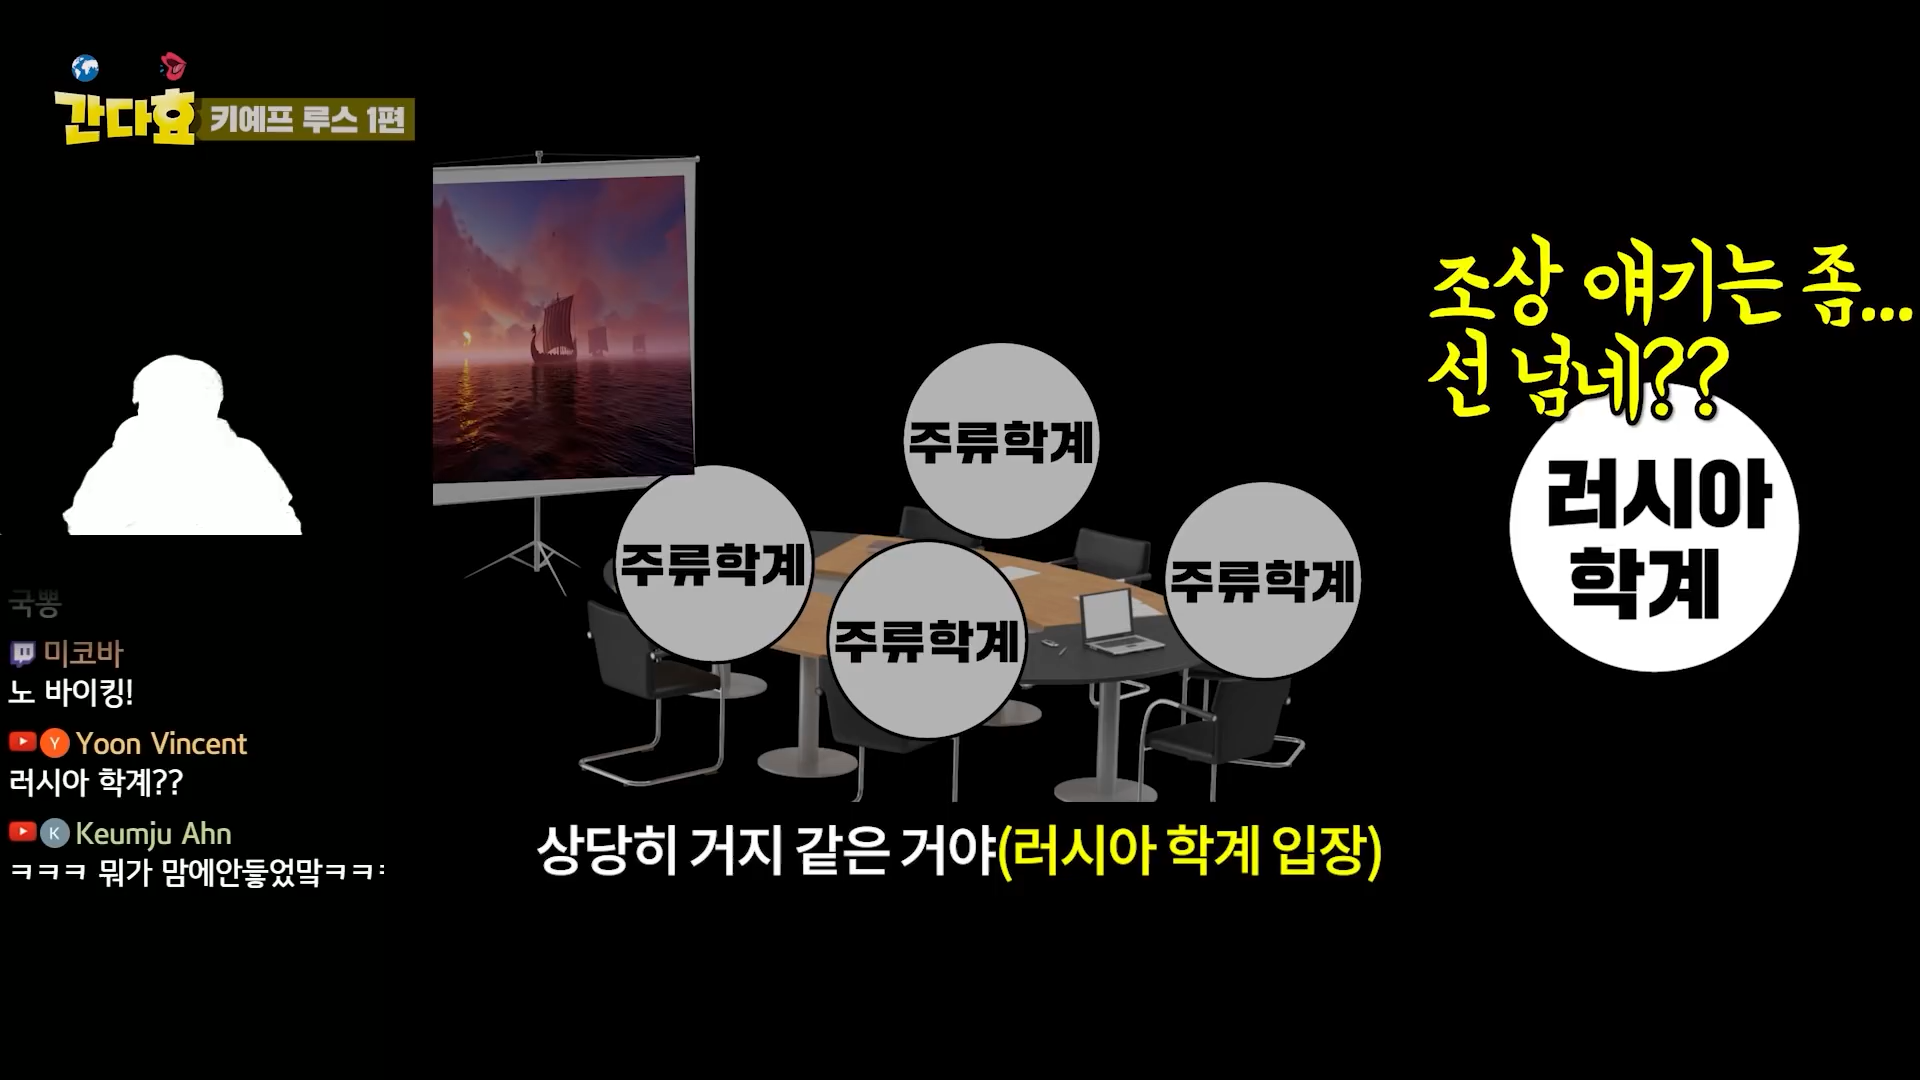 간다효 키예프 루스 1편
조상 얘기는 좀...
선 넘네??
러시아
학계
주류학계
주류학계
주류학계
주류학계
국뽕
미코바
노 바이킹!
Y Yoon Vincent
러시아 학계??
K Keumju Ahn
ㅋㅋㅋ 뭐가 맘에안둫었맠ㅋㅋ
상당히 거지 같은 거야(러시아 학계 입장)